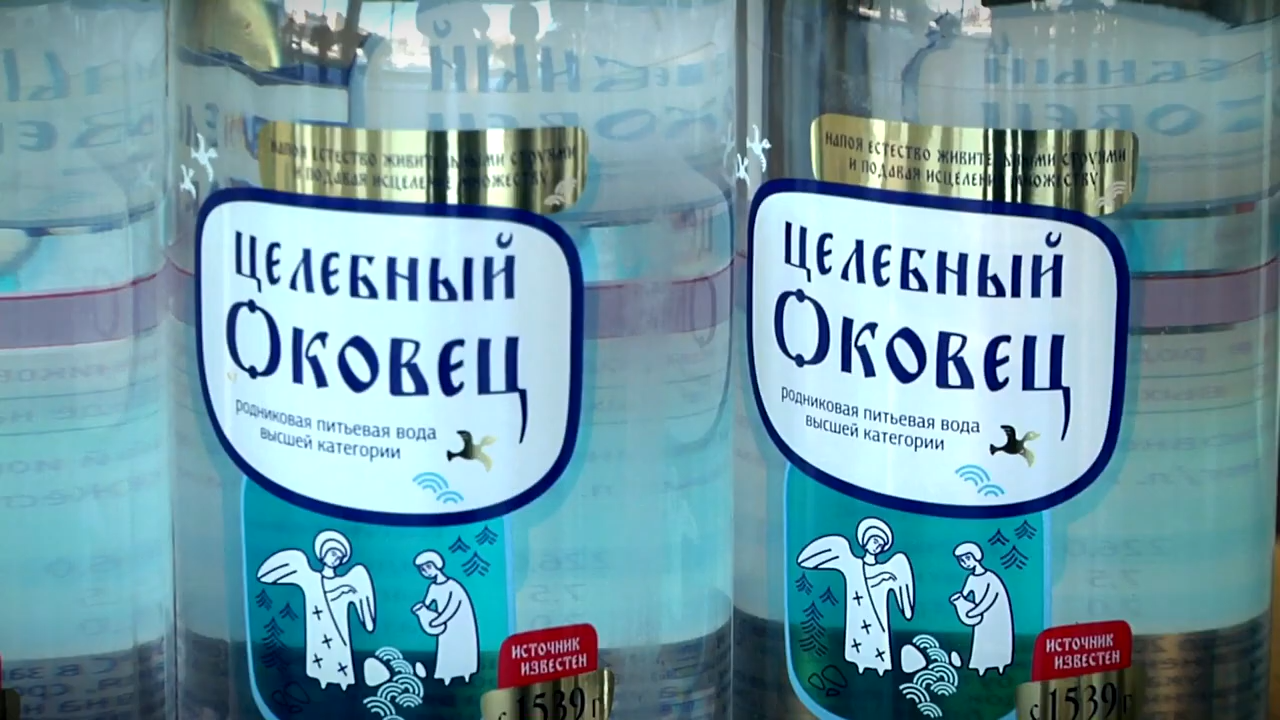 НАПОЯ ЕСТЕСТВО ЖИВИТЕЛЬНЫМИ СТРУЯМИ
И ПОДАВАЯ ИСЦЕЛЕНИЕ МНОЖЕСТВУ
ЦЕЛЕБНЫЙ
ОКОВЕЦ
родниковая питьевая вода
высшей категории
ИСТОЧНИК
ИЗВЕСТЕН
с 1539 г
НАПОЯ ЕСТЕСТВО ЖИВИТЕЛЬНЫМИ СТРУЯМИ
И ПОДАВАЯ ИСЦЕЛЕНИЕ МНОЖЕСТВУ
ЦЕЛЕБНЫЙ
ОКОВЕЦ
родниковая питьевая вода
высшей категории
ИСТОЧНИК
ИЗВЕСТЕН
с 1539 г